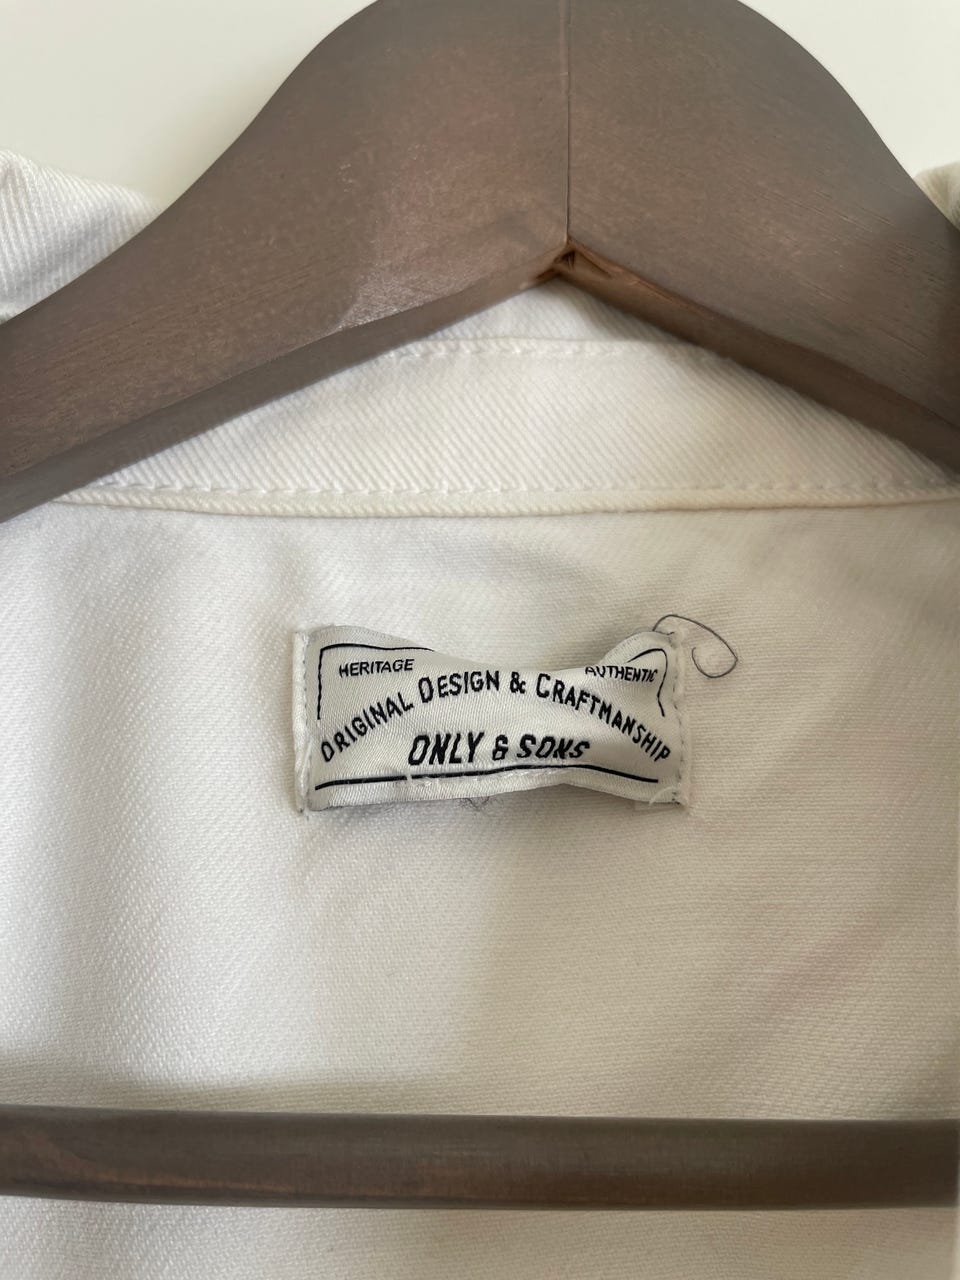 HERITAGE AUTHENTIC
ORIGINAL DESIGN & CRAFTMANSHIP
ONLY & SONS